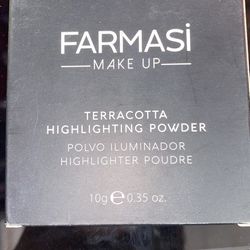 FARMASi
MAKE UP
TERRACOTTA
HIGHLIGHTING POWDER
POLVO ILUMINADOR
HIGHLIGHTER POUDRE
10g ℮ 0.35 oz.